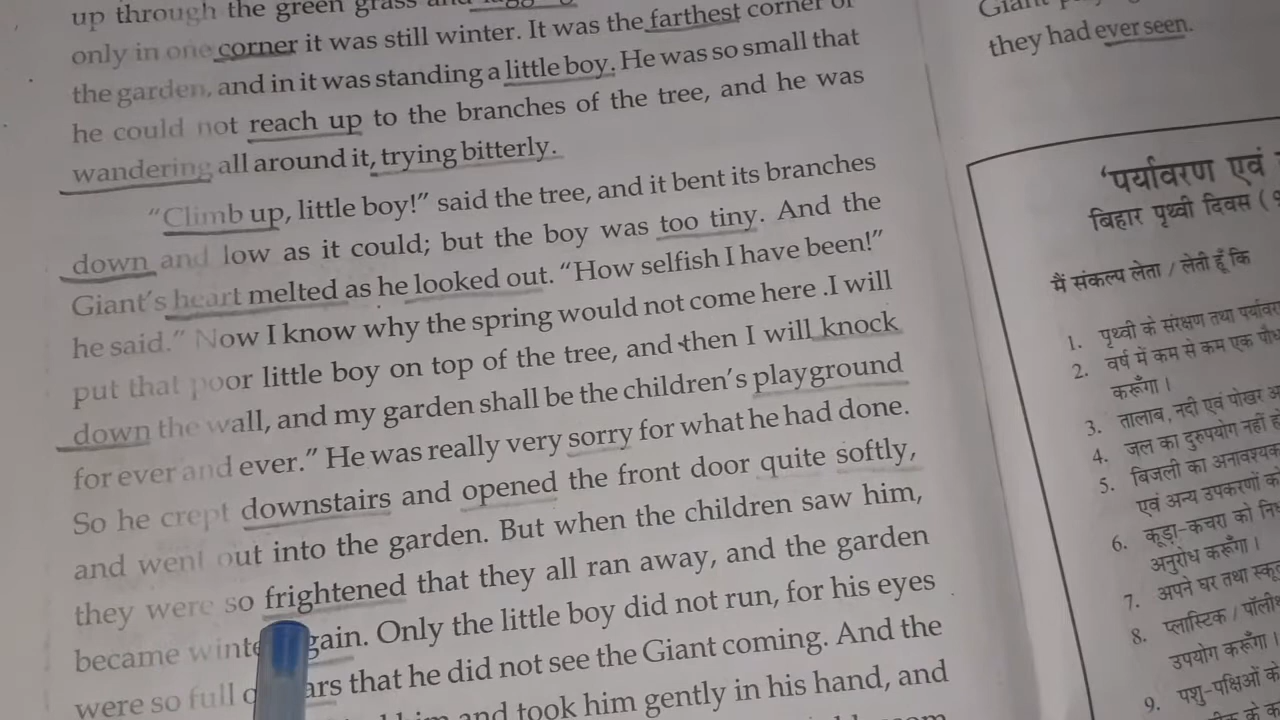 up through the green grass and
only in one corner it was still winter. It was the farthest corner of
the garden, and in it was standing a little boy. He was so small that
he could not reach up to the branches of the tree, and he was
wandering all around it, trying bitterly.
“Climb up, little boy!” said the tree, and it bent its branches
down and low as it could; but the boy was too tiny. And the
Giant’s heart melted as he looked out. “How selfish I have been!”
he said.” Now I know why the spring would not come here .I will
put that poor little boy on top of the tree, and then I will knock
down the wall, and my garden shall be the children’s playground
for ever and ever.” He was really very sorry for what he had done.
So he crept downstairs and opened the front door quite softly,
and went out into the garden. But when the children saw him,
they were so frightened that they all ran away, and the garden
became winter again. Only the little boy did not run, for his eyes
were so full of tears that he did not see the Giant coming. And the
him and took him gently in his hand, and
Giant
they had ever seen.
‘पर्यावरण एवं
बिहार पृथ्वी दिवस (
मैं संकल्प लेता / लेती हूँ कि
1. पृथ्वी के संरक्षण तथा
2. वर्ष में कम से कम एक
करूँगा।
3. तालाब, नदी एवं पोखर
4. जल का दुरुपयोग नहीं
5. बिजली का अनावश्यक
एवं अन्य उपकरणों
6. कूड़ा-कचरा को
अनुरोध करूँगा।
7. अपने घर तथा
8. प्लास्टिक /
उपयोग करूँगा।
9. पशु-पक्षिओं के